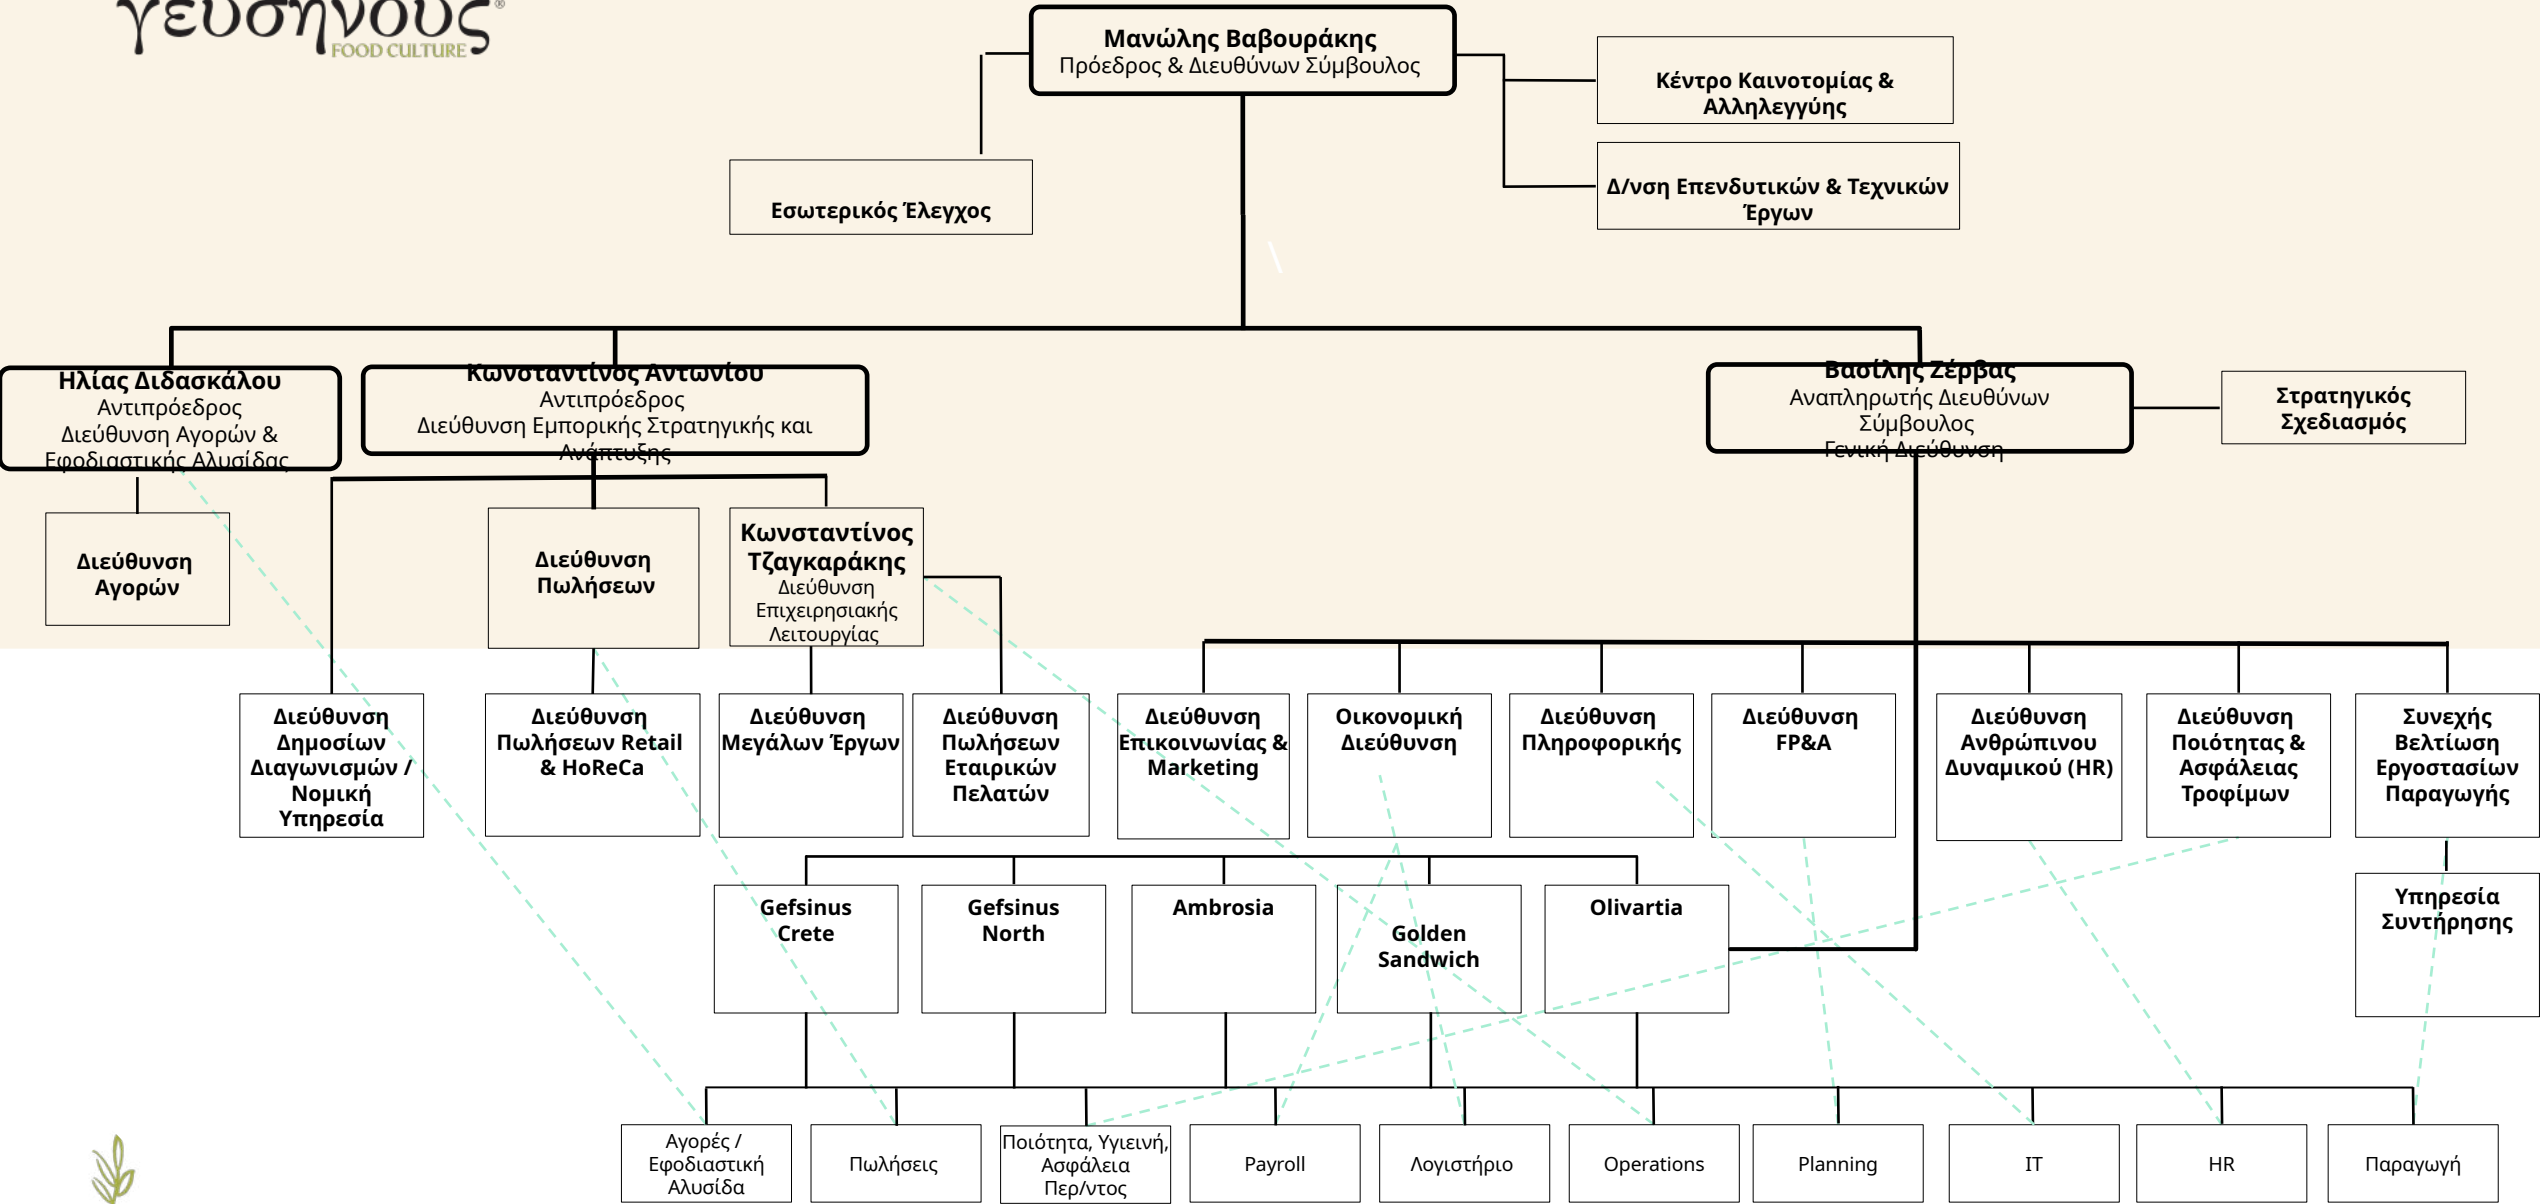 γευσηνους®
FOOD CULTURE
Μανώλης Βαβουράκης
Πρόεδρος & Διευθύνων Σύμβουλος
Κέντρο Καινοτομίας &
Αλληλεγγύης
Εσωτερικός Έλεγχος
Δ/νση Επενδυτικών & Τεχνικών
Έργων
\
Ηλίας Διδασκάλου
Αντιπρόεδρος
Διεύθυνση Αγορών &
Εφοδιαστικής Αλυσίδας
Κωνσταντίνος Αντωνίου
Αντιπρόεδρος
Διεύθυνση Εμπορικής Στρατηγικής και
Ανάπτυξης
Βασίλης Ζέρβας
Αναπληρωτής Διευθύνων
Σύμβουλος
Γενική Διεύθυνση
Στρατηγικός
Σχεδιασμός
Διεύθυνση
Αγορών
Διεύθυνση
Πωλήσεων
Κωνσταντίνος
Τζαγκαράκης
Διεύθυνση
Επιχειρησιακής
Λειτουργίας
Διεύθυνση
Δημοσίων
Διαγωνισμών /
Νομική
Υπηρεσία
Διεύθυνση
Πωλήσεων Retail
& HoReCa
Διεύθυνση
Μεγάλων Έργων
Διεύθυνση
Πωλήσεων
Εταιρικών
Πελατών
Διεύθυνση
Επικοινωνίας &
Marketing
Οικονομική
Διεύθυνση
Διεύθυνση
Πληροφορικής
Διεύθυνση
FP&A
Διεύθυνση
Ανθρώπινου
Δυναμικού (HR)
Διεύθυνση
Ποιότητας &
Ασφάλειας
Τροφίμων
Συνεχής
Βελτίωση
Εργοστασίων
Παραγωγής
Gefsinus
Crete
Gefsinus
North
Ambrosia
Golden
Sandwich
Olivartia
Υπηρεσία
Συντήρησης
Αγορές /
Εφοδιαστική
Αλυσίδα
Πωλήσεις
Ποιότητα, Υγιεινή,
Ασφάλεια
Περ/ντος
Payroll
Λογιστήριο
Operations
Planning
IT
HR
Παραγωγή